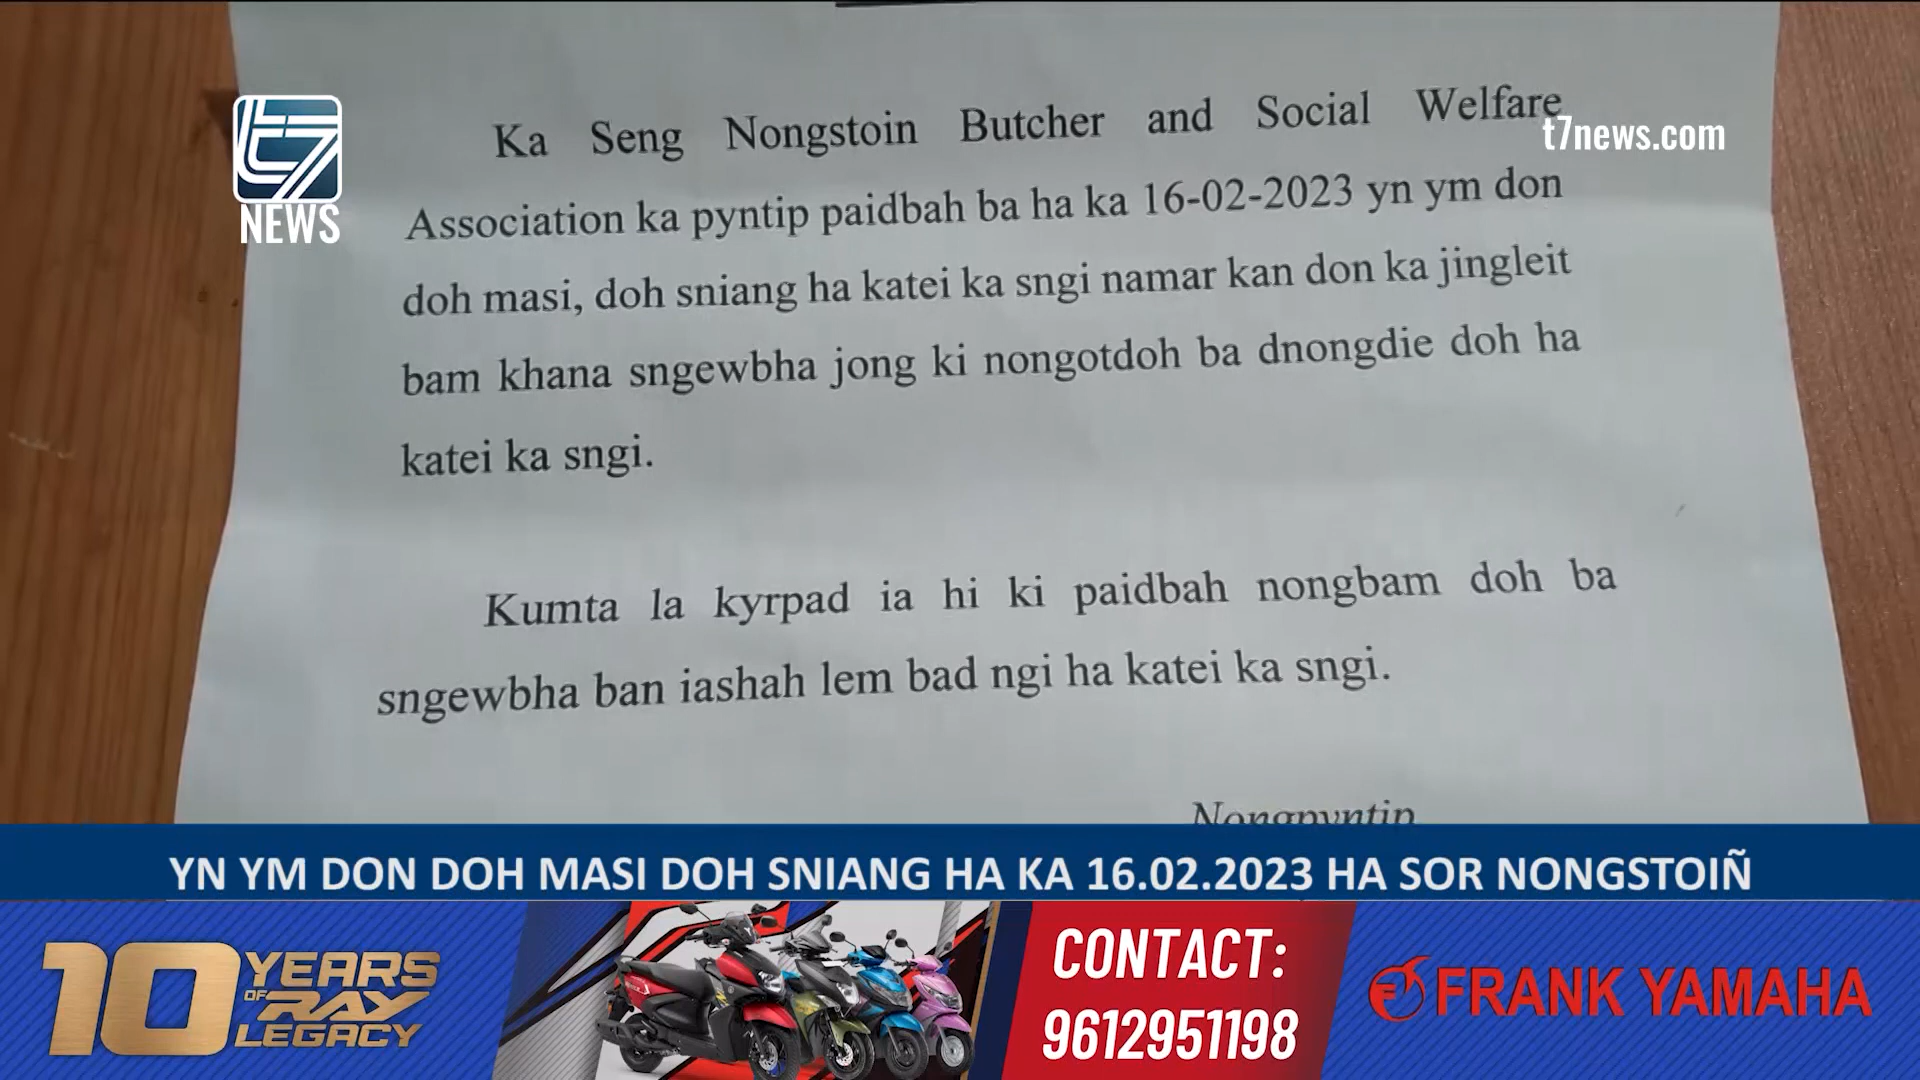 Ka Seng Nongstoin Butcher and Social Welfare
t7news.com
t7
NEWS
Association ka pyntip paidbah ba ha ka 16-02-2023 yn ym don
doh masi, doh sniang ha katei ka sngi namar kan don ka jingleit
bam khana sngewbha jong ki nongotdoh ba dnongdie doh ha
katei ka sngi.
Kumta la kyrpad ia hi ki paidbah nongbam doh ba
sngewbha ban iashah lem bad ngi ha katei ka sngi.
Nongpyntip
YN YM DON DOH MASI DOH SNIANG HA KA 16.02.2023 HA SOR NONGSTOIÑ
10 YEARS
OF RAY
LEGACY
CONTACT:
9612951198
FRANK YAMAHA